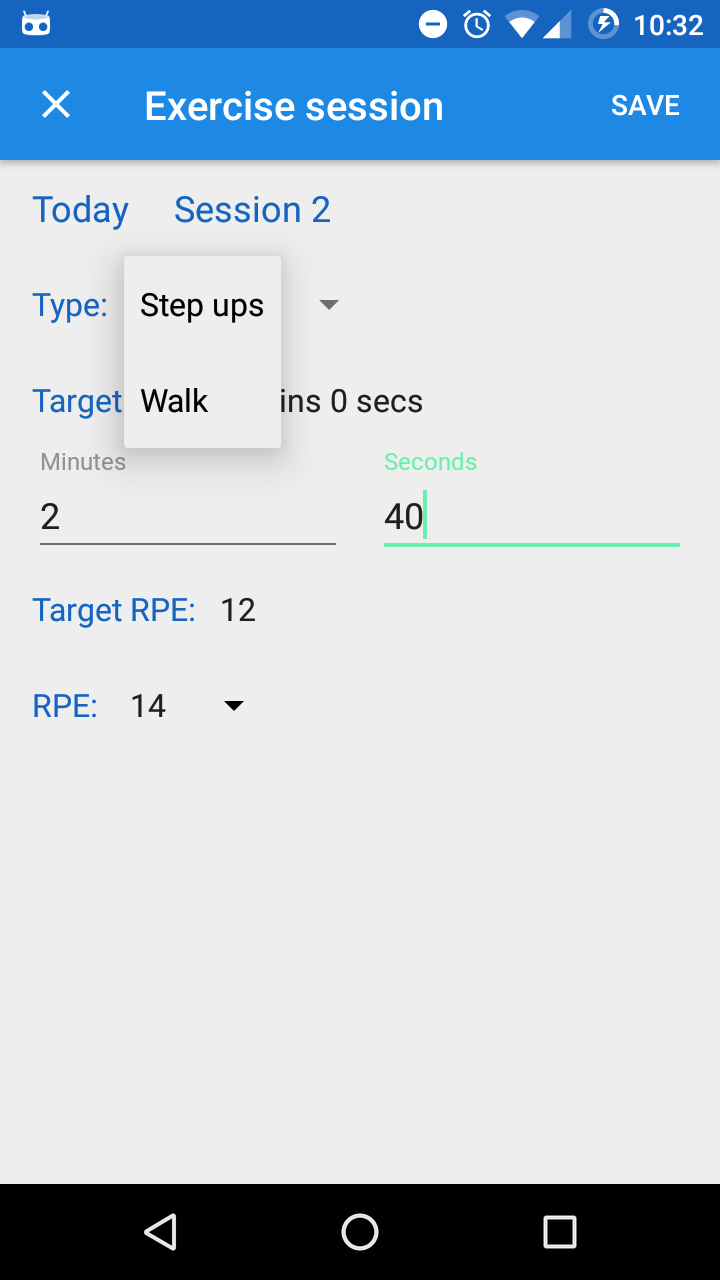 10:32
Exercise session SAVE
Today Session 2
Type: Step ups
Walk
Target ins 0 secs
Minutes Seconds
2 40
Target RPE: 12
RPE: 14